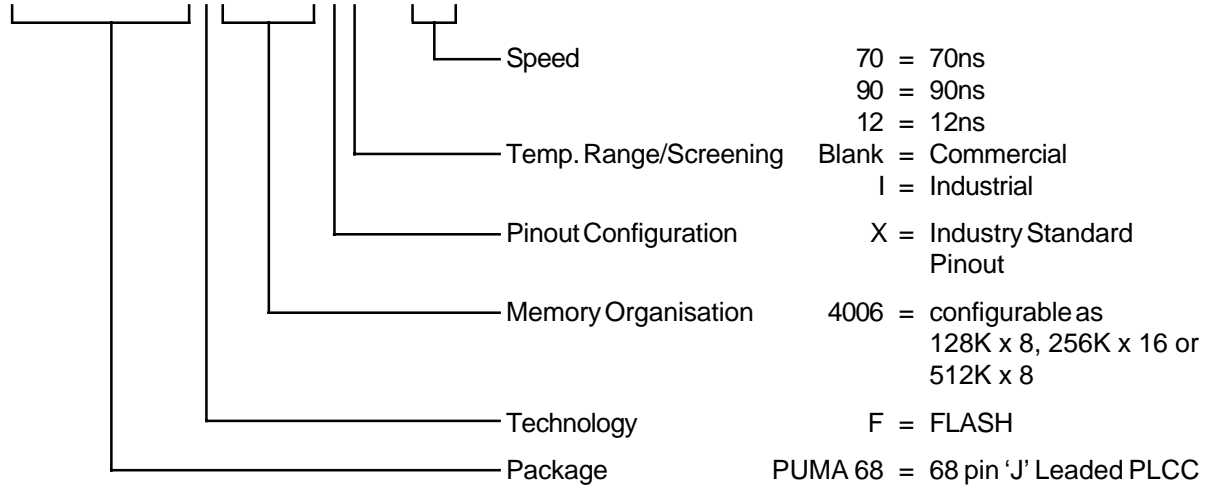 Speed 70 = 70ns
90 = 90ns
12 = 12ns
Temp. Range/Screening Blank = Commercial
I = Industrial
Pinout Configuration X = Industry Standard
Pinout
Memory Organisation 4006 = configurable as
128K x 8, 256K x 16 or
512K x 8
Technology F = FLASH
Package PUMA 68 = 68 pin ‘J’ Leaded PLCC